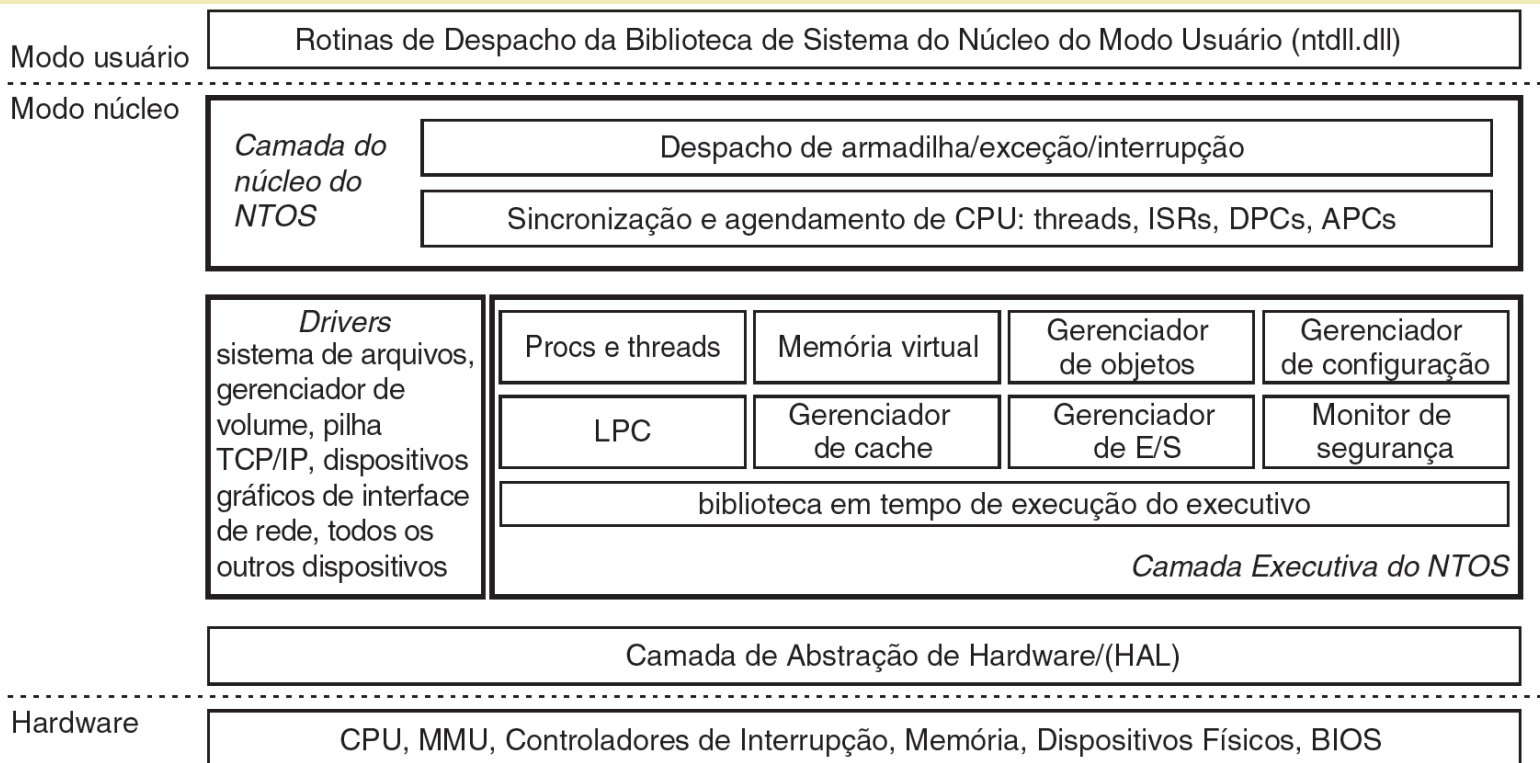 Modo usuário
Rotinas de Despacho da Biblioteca de Sistema do Núcleo do Modo Usuário (ntdll.dll)
Modo núcleo
Camada do
núcleo do
NTOS
Despacho de armadilha/exceção/interrupção
Sincronização e agendamento de CPU: threads, ISRs, DPCs, APCs
Drivers
sistema de arquivos,
gerenciador de
volume, pilha
TCP/IP, dispositivos
gráficos de interface
de rede, todos os
outros dispositivos
Procs e threads
Memória virtual
Gerenciador
de objetos
Gerenciador
de configuração
LPC
Gerenciador
de cache
Gerenciador
de E/S
Monitor de
segurança
biblioteca em tempo de execução do executivo
Camada Executiva do NTOS
Camada de Abstração de Hardware/(HAL)
Hardware
CPU, MMU, Controladores de Interrupção, Memória, Dispositivos Físicos, BIOS